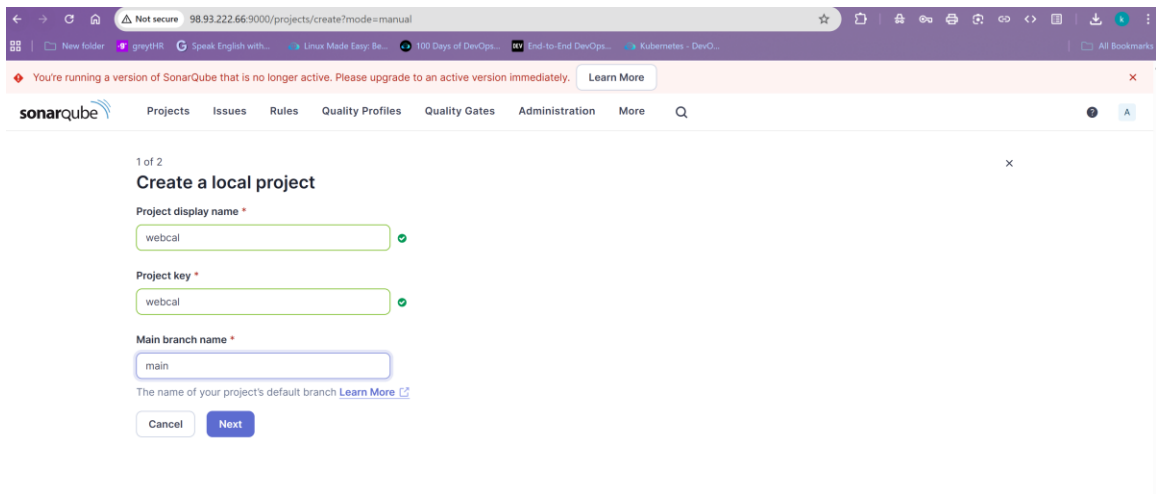 Not secure 98.93.222.66:9000/projects/create?mode=manual
New folder greytHR Speak English with... Linux Made Easy: Be... 100 Days of DevOps... DEV End-to-End DevOps... Kubernetes - DevO... All Bookmarks
You're running a version of SonarQube that is no longer active. Please upgrade to an active version immediately. Learn More
sonarqube Projects Issues Rules Quality Profiles Quality Gates Administration More A
1 of 2
Create a local project
Project display name *
webcal
Project key *
webcal
Main branch name *
main
The name of your project's default branch Learn More
Cancel Next